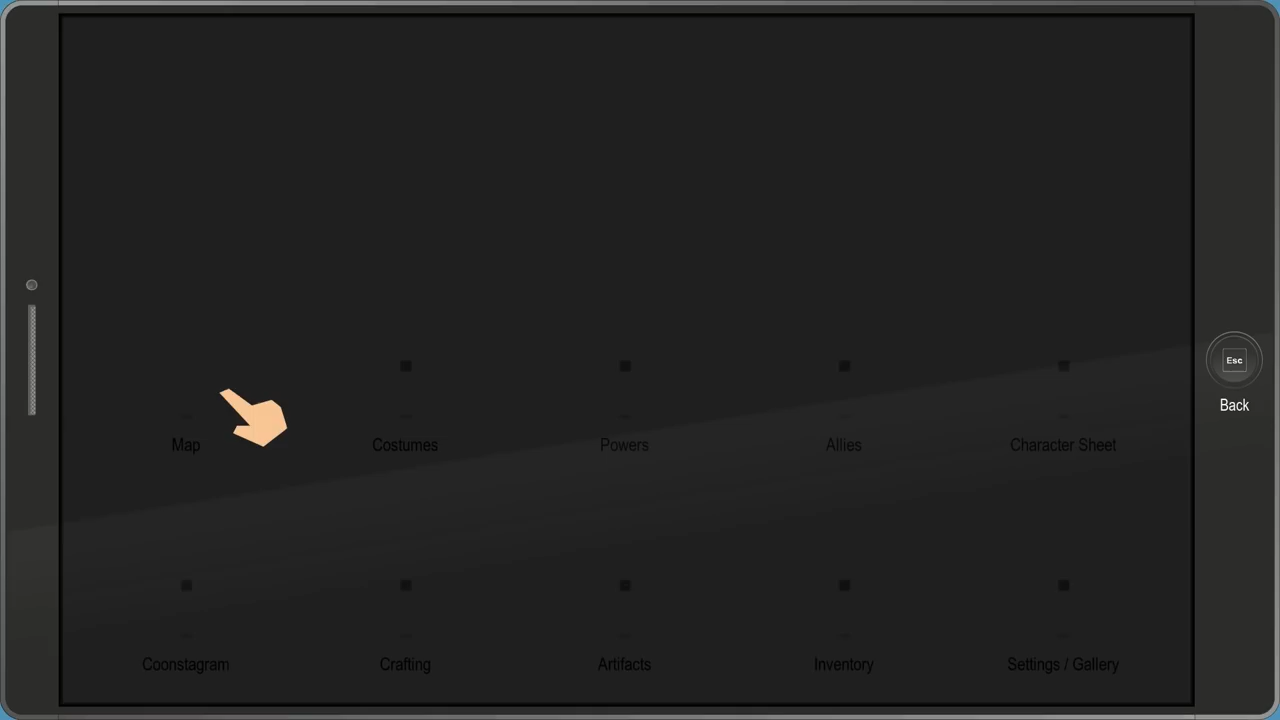 Esc
Back
Map Costumes Powers Allies Character Sheet
Coonstagram Crafting Artifacts Inventory Settings / Gallery